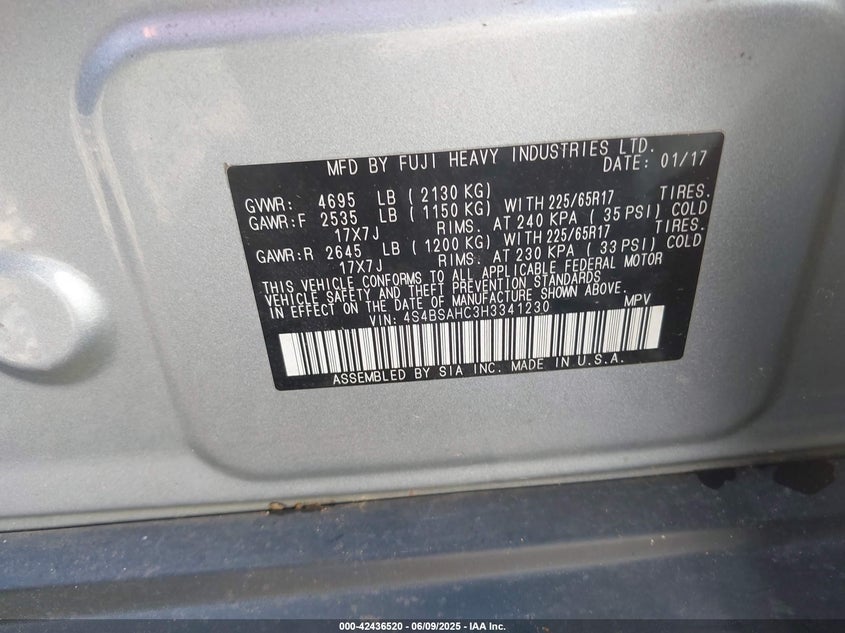 MFD BY FUJI HEAVY INDUSTRIES LTD.
DATE: 01/17
GVWR: 4695 LB ( 2130 KG)
GAWR:F 2535 LB ( 1150 KG) WITH 225/65R17 TIRES.
17X7J RIMS. AT 240 KPA ( 35 PSI) COLD
GAWR:R 2645 LB ( 1200 KG) WITH 225/65R17 TIRES.
17X7J RIMS. AT 230 KPA ( 33 PSI) COLD
THIS VEHICLE CONFORMS TO ALL APPLICABLE FEDERAL MOTOR
VEHICLE SAFETY AND THEFT PREVENTION STANDARDS
IN EFFECT ON THE DATE OF MANUFACTURE SHOWN ABOVE.
VIN: 4S4BSAHC3H3341230 MPV
ASSEMBLED BY SIA INC. MADE IN U.S.A.
000-42436520 | 06/09/2025 - IAA Inc.